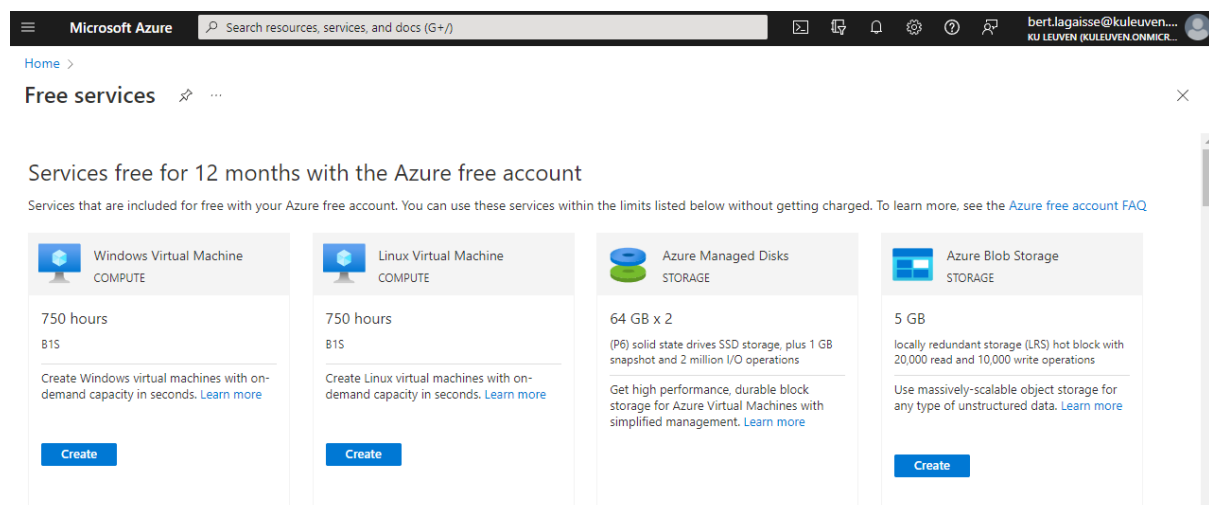 Microsoft Azure
Search resources, services, and docs (G+/)
bert.lagaisse@kuleuven....
KU LEUVEN (KULEUVEN.ONMICR...
Home >
Free services
...
Services free for 12 months with the Azure free account
Services that are included for free with your Azure free account. You can use these services within the limits listed below without getting charged. To learn more, see the Azure free account FAQ
Windows Virtual Machine
COMPUTE
750 hours
B1S
Create Windows virtual machines with on-
demand capacity in seconds. Learn more
Create
Linux Virtual Machine
COMPUTE
750 hours
B1S
Create Linux virtual machines with on-
demand capacity in seconds. Learn more
Create
Azure Managed Disks
STORAGE
64 GB x 2
(P6) solid state drives SSD storage, plus 1 GB
snapshot and 2 million I/O operations
Get high performance, durable block
storage for Azure Virtual Machines with
simplified management. Learn more
Azure Blob Storage
STORAGE
5 GB
locally redundant storage (LRS) hot block with
20,000 read and 10,000 write operations
Use massively-scalable object storage for
any type of unstructured data. Learn more
Create